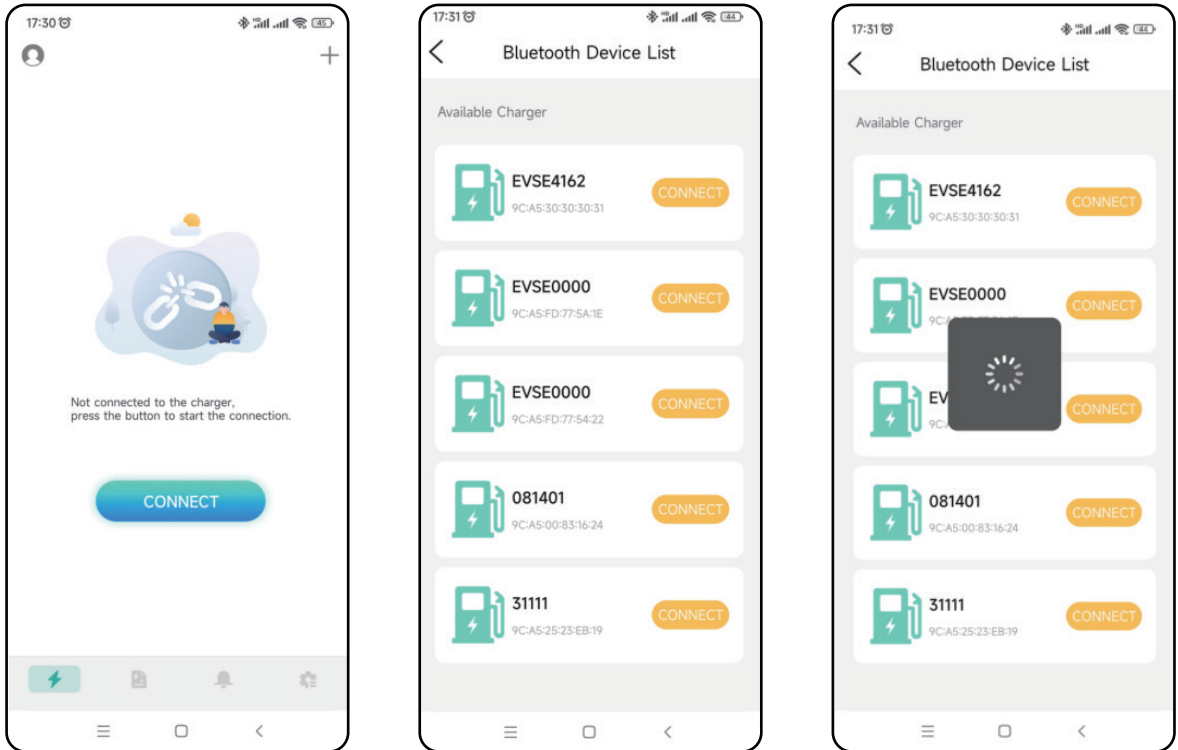 17:30
45
Not connected to the charger,
press the button to start the connection.
CONNECT
17:31
44
Bluetooth Device List
Available Charger
EVSE4162
9C:A5:30:30:30:31
CONNECT
EVSE0000
9C:A5:FD:77:5A:1E
CONNECT
EVSE0000
9C:A5:FD:77:54:22
CONNECT
081401
9C:A5:00:83:16:24
CONNECT
31111
9C:A5:25:23:EB:19
CONNECT
17:31
44
Bluetooth Device List
Available Charger
EVSE4162
9C:A5:30:30:30:31
CONNECT
EVSE0000
CONNECT
EV
CONNECT
081401
9C:A5:00:83:16:24
CONNECT
31111
9C:A5:25:23:EB:19
CONNECT